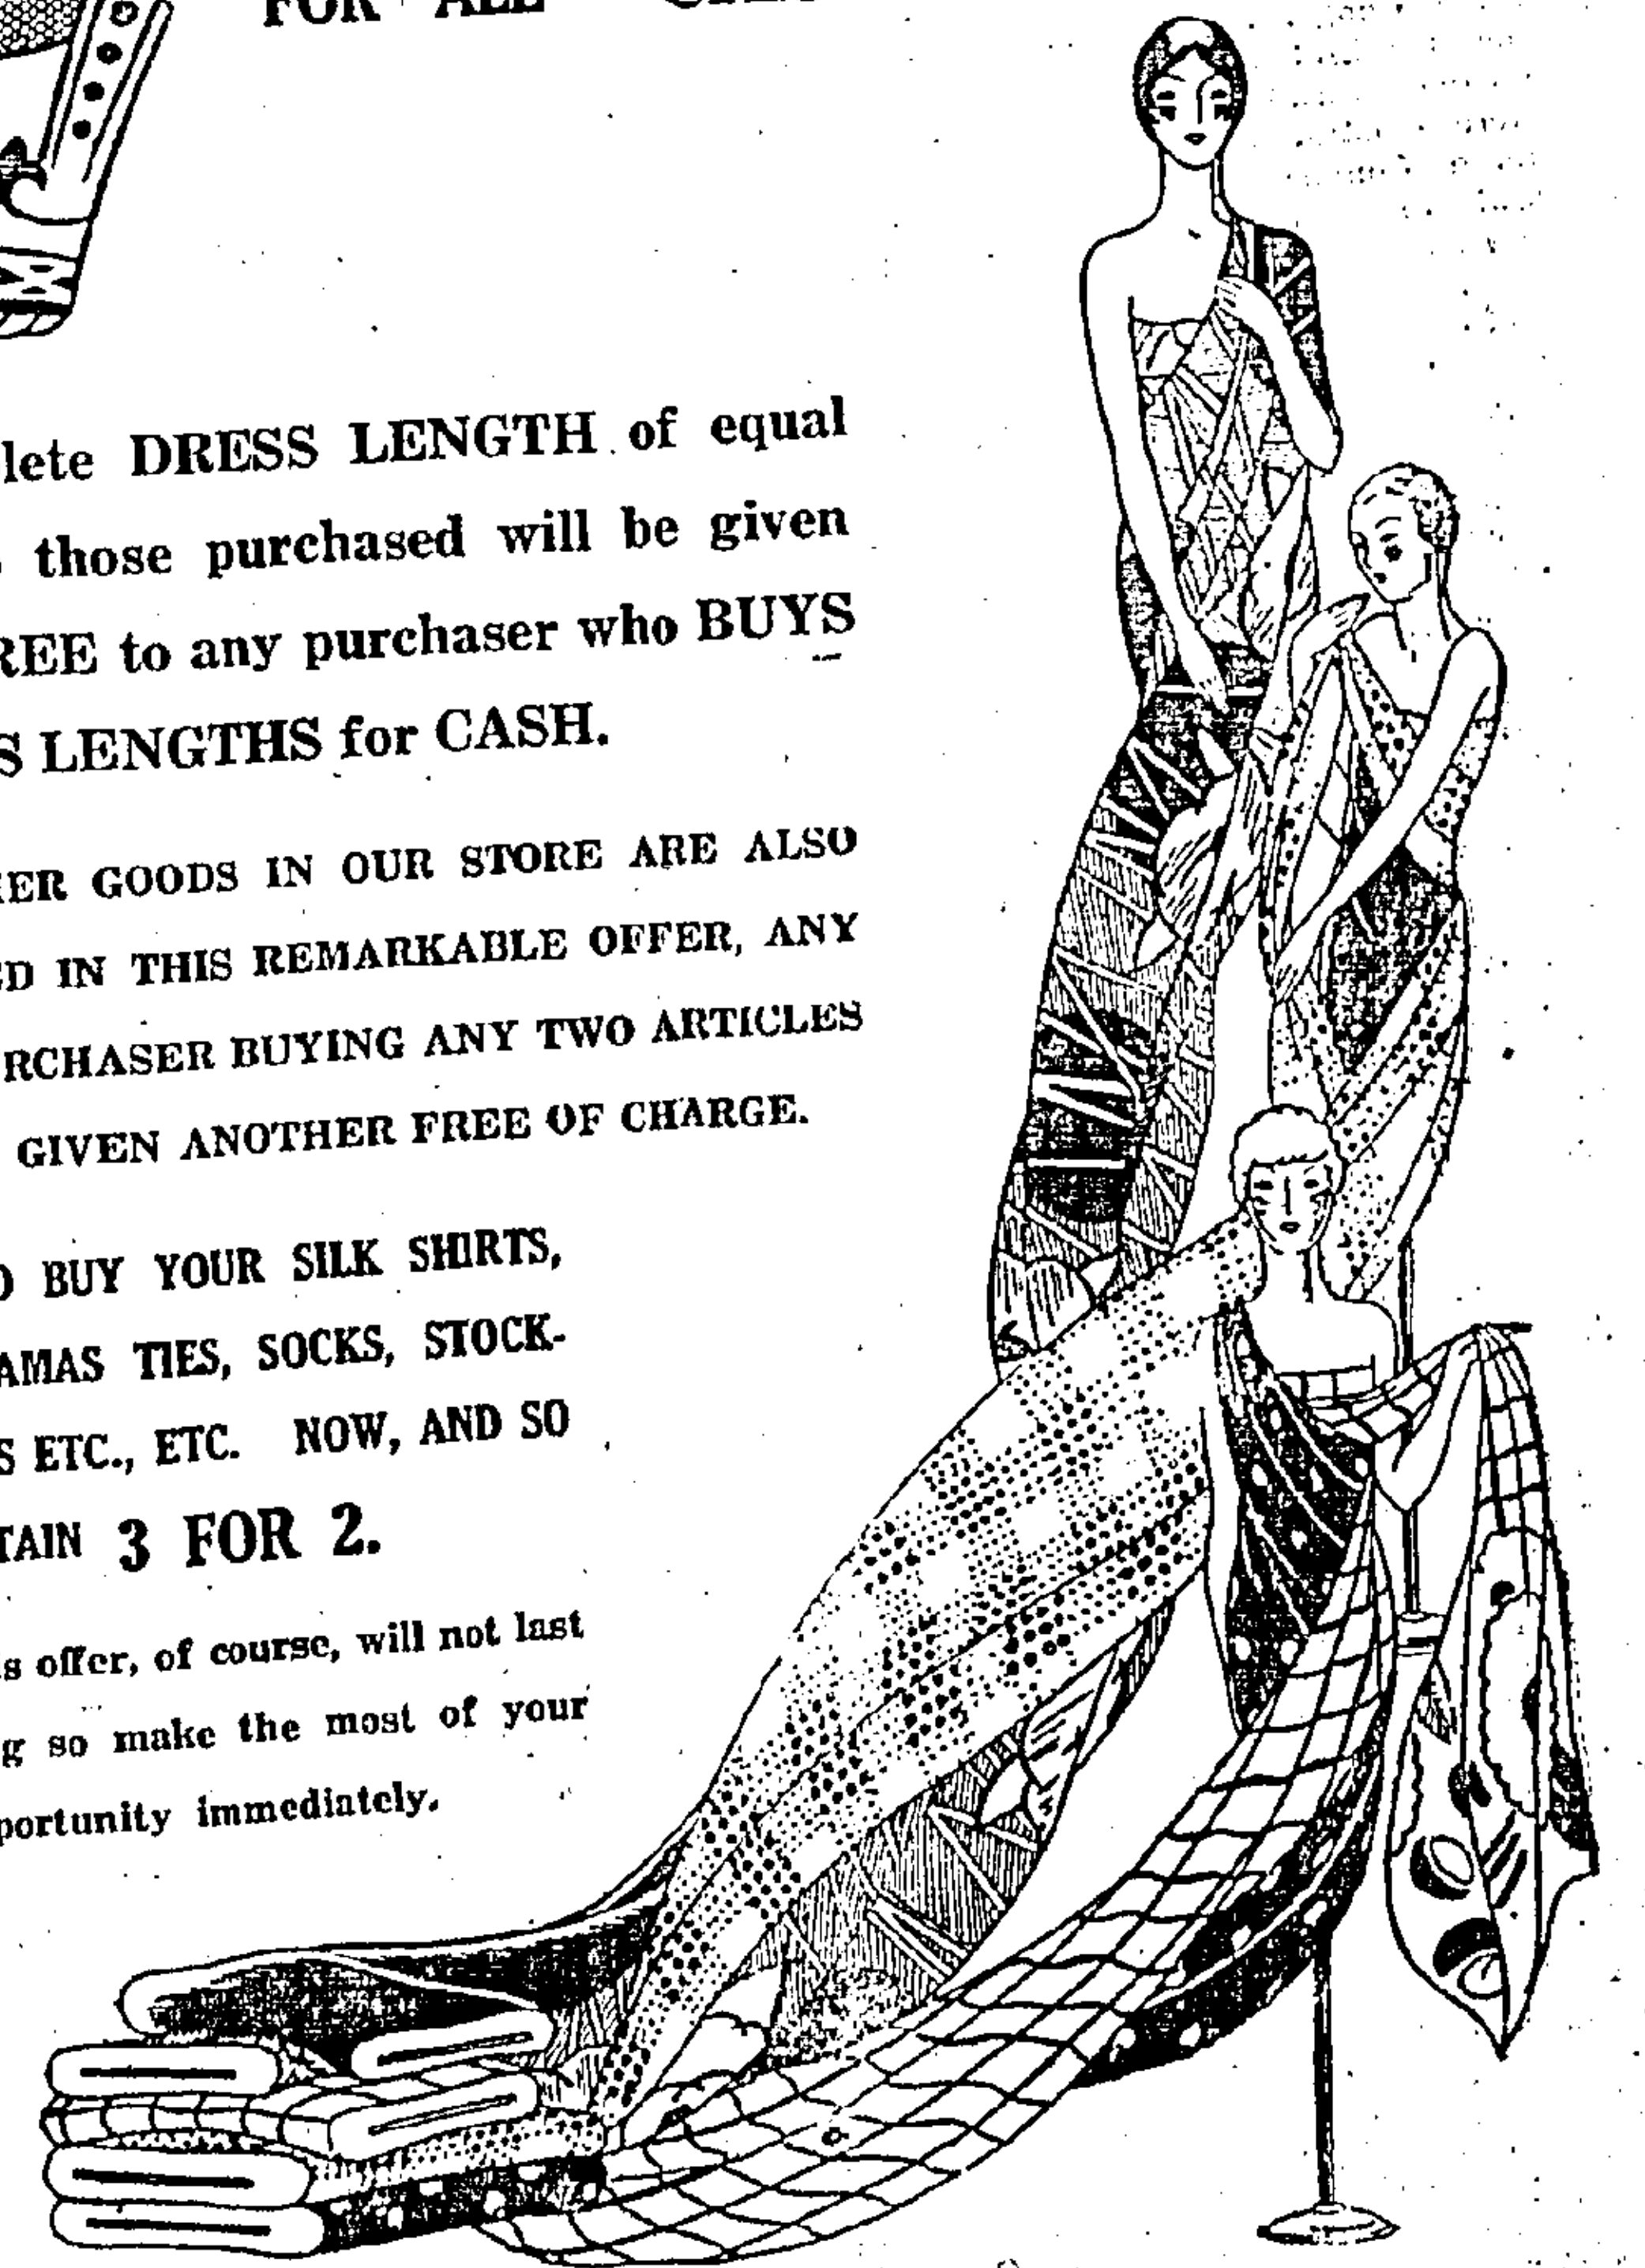 FOR ALL
lete DRESS LENGTH of equal
those purchased will be given
REE to any purchaser who BUYS
S LENGTHS for CASH.
ER GOODS IN OUR STORE ARE ALSO
D IN THIS REMARKABLE OFFER, ANY
RCHASER BUYING ANY TWO ARTICLES
GIVEN ANOTHER FREE OF CHARGE.
BUY YOUR SILK SHIRTS,
AMAS TIES, SOCKS, STOCK-
S ETC., ETC. NOW, AND SO
TAIN 3 FOR 2.
s offer, of course, will not last
g so make the most of your
portunity immediately.